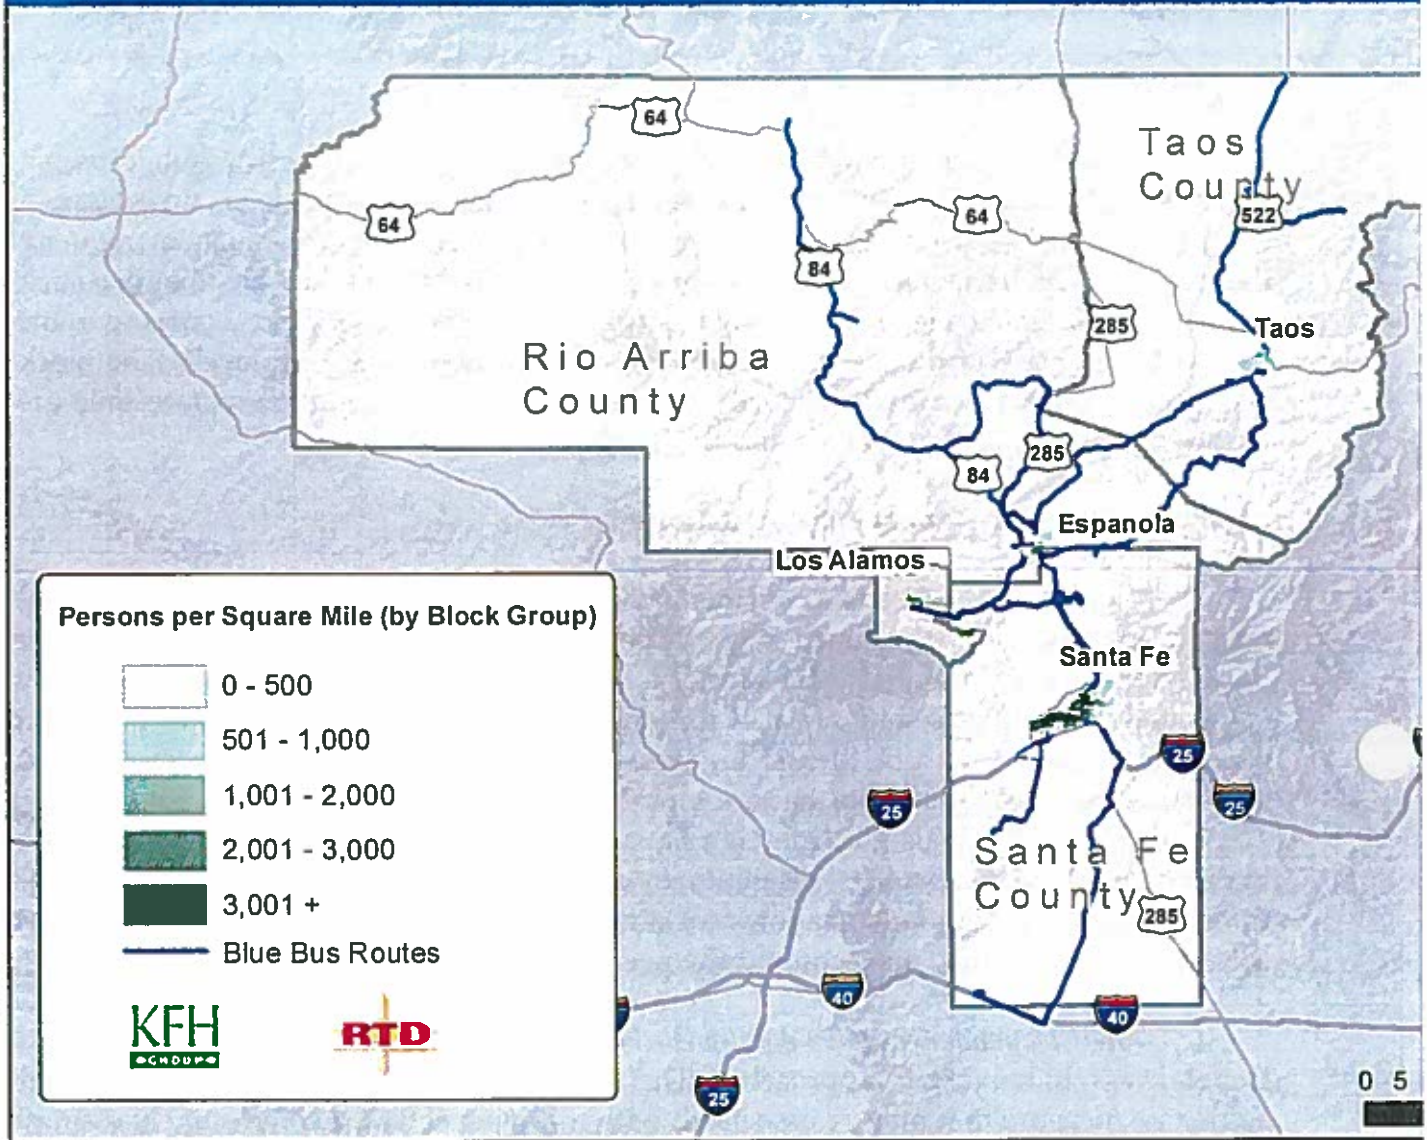 64
Taos
County
64
64
522
84
285
Taos
Rio Arriba
County
285
84
Espanola
Los Alamos
Persons per Square Mile (by Block Group)
0 - 500
501 - 1,000
1,001 - 2,000
2,001 - 3,000
3,001 +
Blue Bus Routes
KFH
GROUP
RTD
Santa Fe
25
25
25
Santa Fe
County
285
40
40
25
0 5